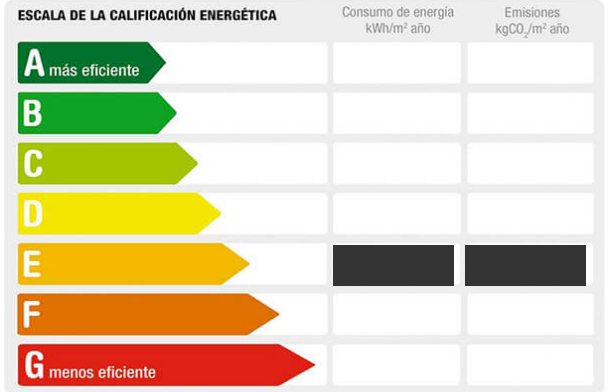 ESCALA DE LA CALIFICACIÓN ENERGÉTICA
Consumo de energía
kWh/m² año
Emisiones
kgCO₂/m² año
A más eficiente
B
C
D
E
F
G menos eficiente